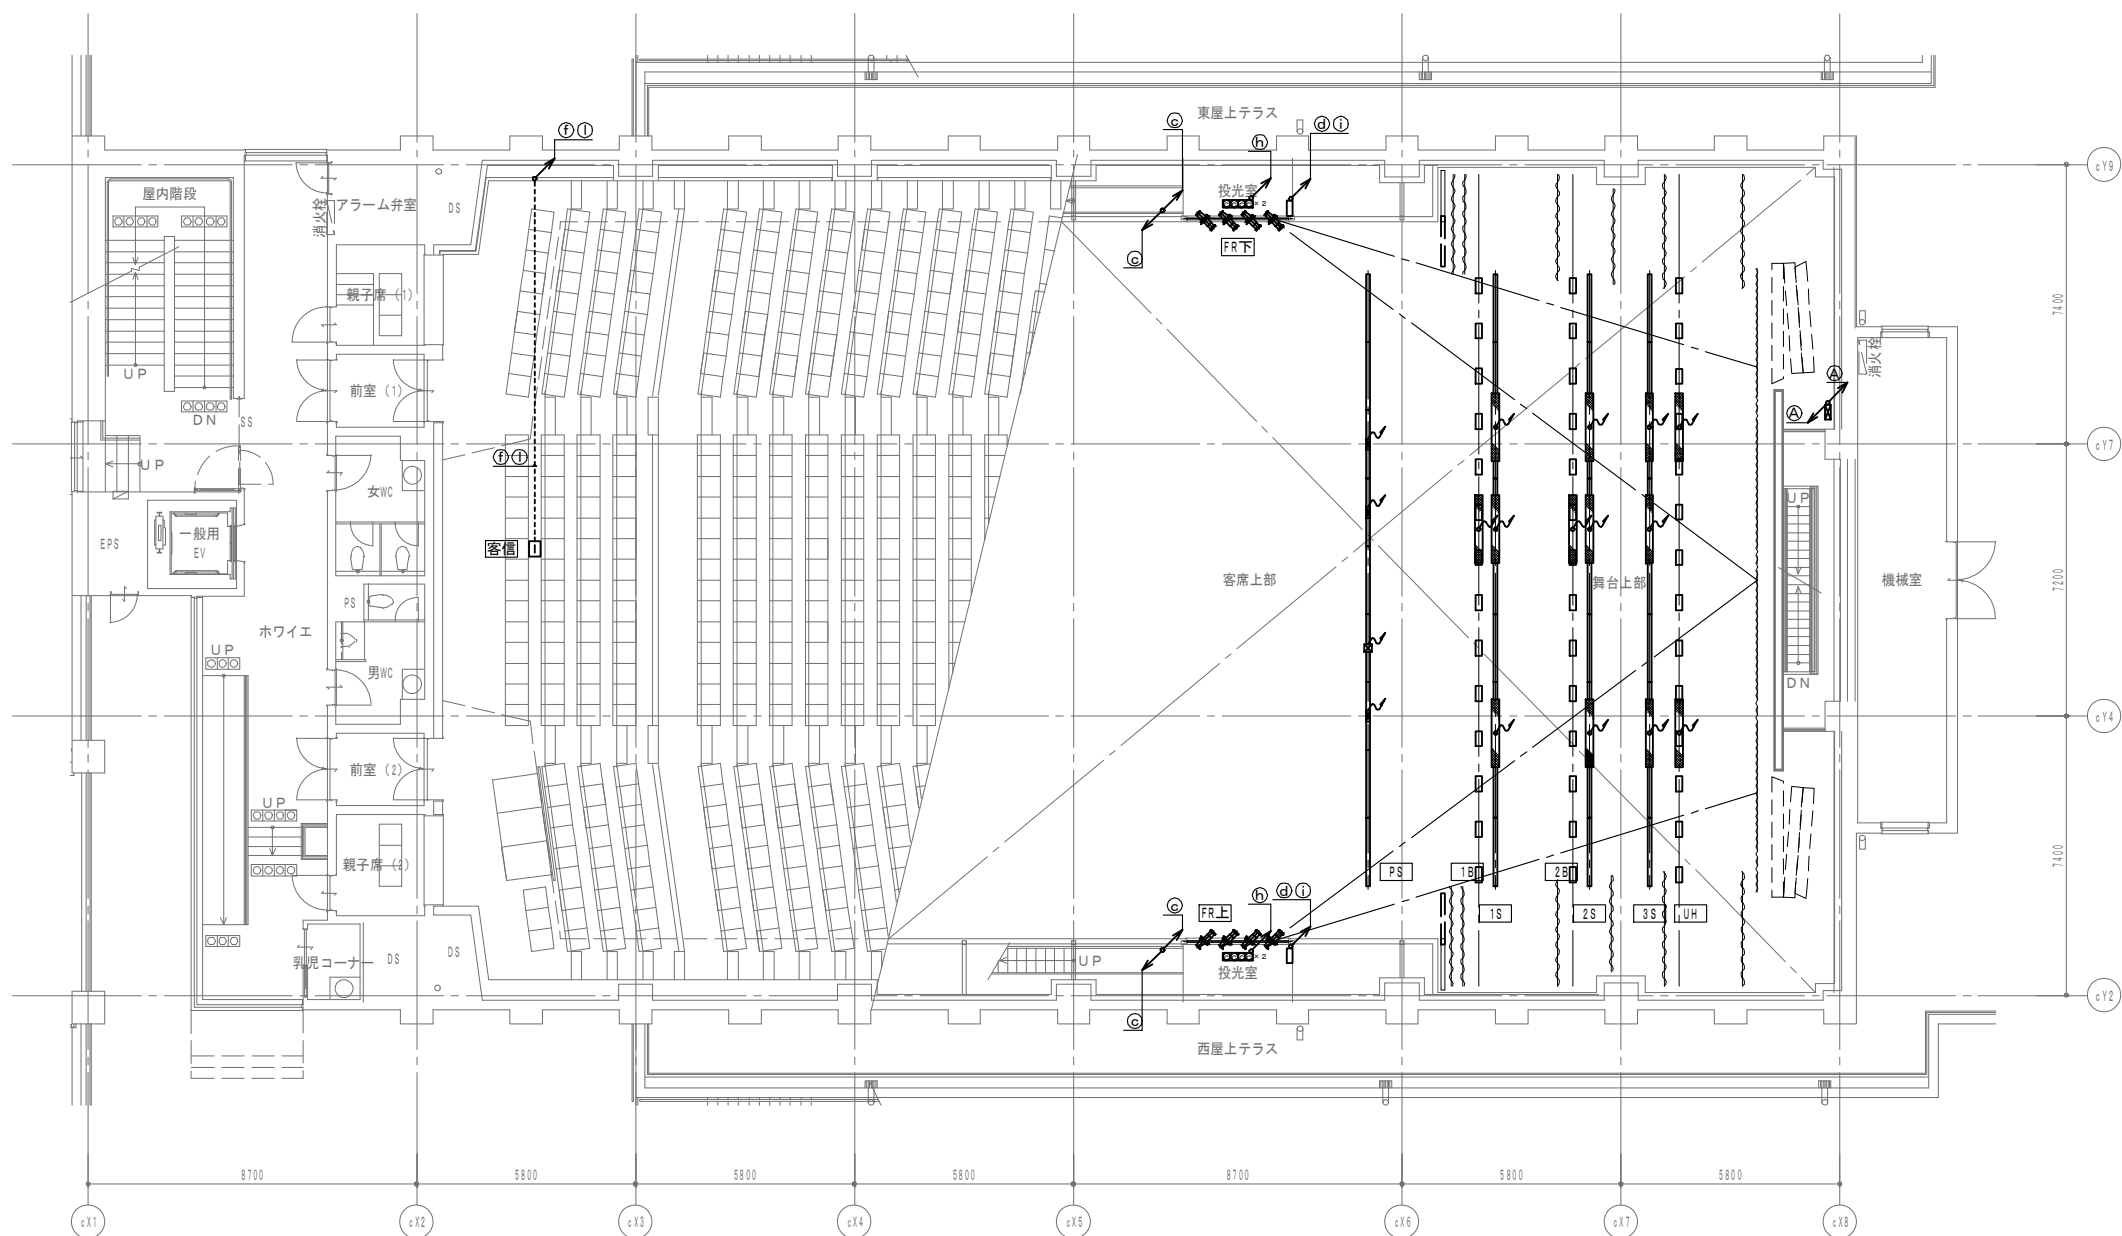 東屋上テラス
ⓒ
ⓕⓛ
ⓗ
ⓓⓘ
cY9
屋内階段
消火栓
アラーム弁室
DS
投光室
×2
FR下
ⓒ
親子席(1)
7400
UP
消火栓
前室(1)
Ⓐ
Ⓐ
DN
SS
cY7
UP
ⓕⓛ
女WC
UP
一般用
EV
EPS
客信
客席上部
舞台上部
機械室
7200
PS
ホワイエ
UP
男WC
DN
cY4
前室(2)
UP
親子席(2)
7400
PS
1B
2B
ⓒ
FR上
ⓗ
ⓓⓘ
1S
2S
3S
UH
乳児コーナー
DS
DS
UP
×2
投光室
cY2
ⓒ
西屋上テラス
8700
5800
5800
5800
8700
5800
5800
cX1
cX2
cX3
cX4
cX5
cX6
cX7
cX8